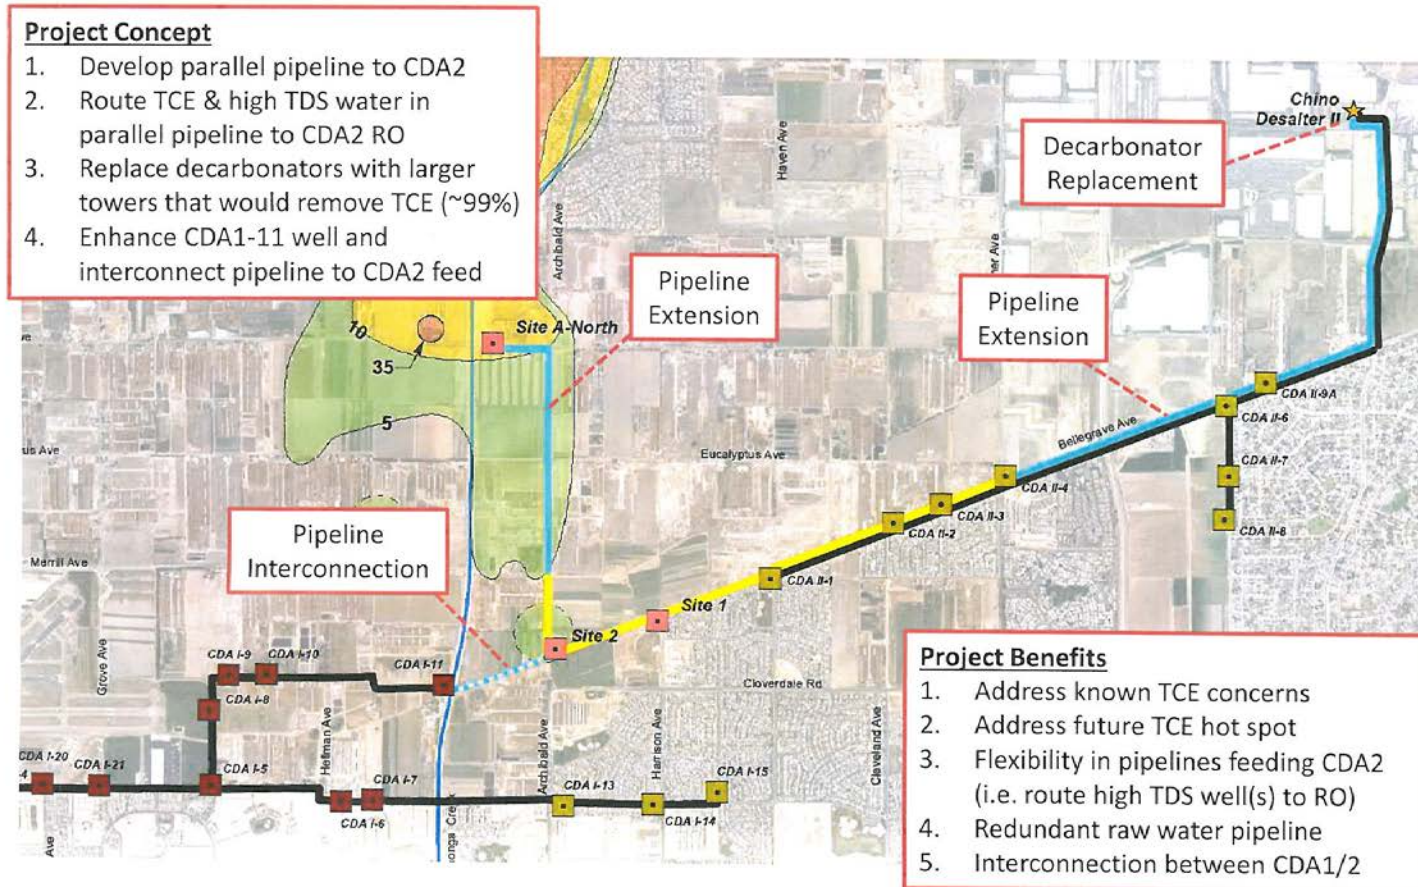 Project Concept
1. Develop parallel pipeline to CDA2
2. Route TCE & high TDS water in
parallel pipeline to CDA2 RO
3. Replace decarbonators with larger
towers that would remove TCE (~99%)
4. Enhance CDA1-11 well and
interconnect pipeline to CDA2 feed
Chino
Desalter II
Decarbonator
Replacement
Haven Ave
Archibald Ave
Pipeline
Extension
Pipeline
Extension
ner Ave
Site A-North
10
35
5
CDA II-9A
CDA II-6
Bellegrave Ave
Eucalyptus Ave
us Ave
CDA II-7
CDA II-4
CDA II-3
CDA II-8
CDA II-2
Pipeline
Interconnection
Merrill Ave
CDA II-1
Site 1
Site 2
CDA I-9
CDA I-10
CDA I-11
Grove Ave
CDA I-8
Cloverdale Rd
Hellman Ave
Archibald Ave
Harrison Ave
Cleveland Ave
CDA I-20
CDA I-21
CDA I-5
CDA I-7
CDA I-6
CDA I-13
CDA I-15
CDA I-14
onga Creek
Ave
Project Benefits
1. Address known TCE concerns
2. Address future TCE hot spot
3. Flexibility in pipelines feeding CDA2
(i.e. route high TDS well(s) to RO)
4. Redundant raw water pipeline
5. Interconnection between CDA1/2